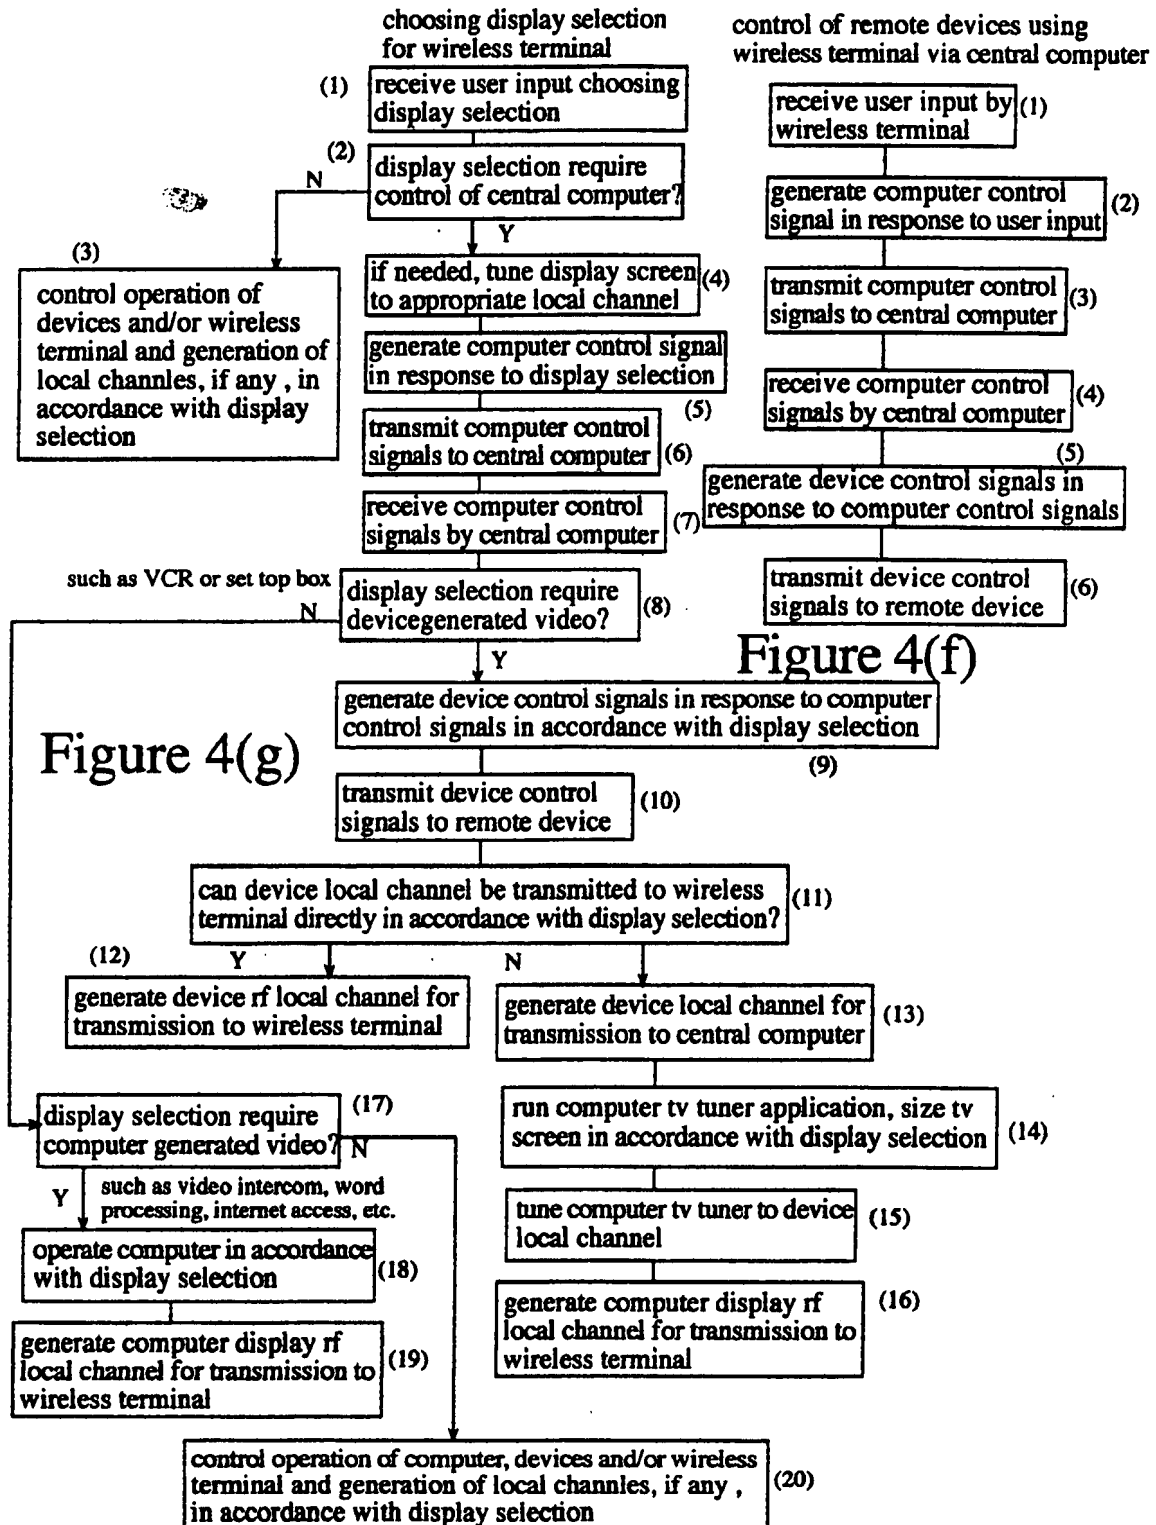 choosing display selection
for wireless terminal
(1)
receive user input choosing
display selection
(2)
display selection require
control of central computer?
N
Y
(3)
control operation of
devices and/or wireless
terminal and generation of
local channles, if any , in
accordance with display
selection
if needed, tune display screen
to appropriate local channel
(4)
generate computer control signal
in response to display selection
(5)
transmit computer control
signals to central computer
(6)
receive computer control
signals by central computer
(7)
such as VCR or set top box
N
display selection require
devicegenerated video?
(8)
Y
generate device control signals in response to computer
control signals in accordance with display selection
(9)
Figure 4(g)
transmit device control
signals to remote device
(10)
can device local channel be transmitted to wireless
terminal directly in accordance with display selection?
(11)
(12)
Y
N
generate device rf local channel for
transmission to wireless terminal
generate device local channel for
transmission to central computer
(13)
run computer tv tuner application, size tv
screen in accordance with display selection
(14)
tune computer tv tuner to device
local channel
(15)
generate computer display rf
local channel for transmission to
wireless terminal
(16)
display selection require
computer generated video?
(17)
N
Y
such as video intercom, word
processing, internet access, etc.
operate computer in accordance
with display selection
(18)
generate computer display rf
local channel for transmission to
wireless terminal
(19)
control operation of computer, devices and/or wireless
terminal and generation of local channles, if any ,
in accordance with display selection
(20)
control of remote devices using
wireless terminal via central computer
receive user input by
wireless terminal
(1)
generate computer control
signal in response to user input
(2)
transmit computer control
signals to central computer
(3)
receive computer control
signals by central computer
(4)
(5)
generate device control signals in
response to computer control signals
transmit device control
signals to remote device
(6)
Figure 4(f)